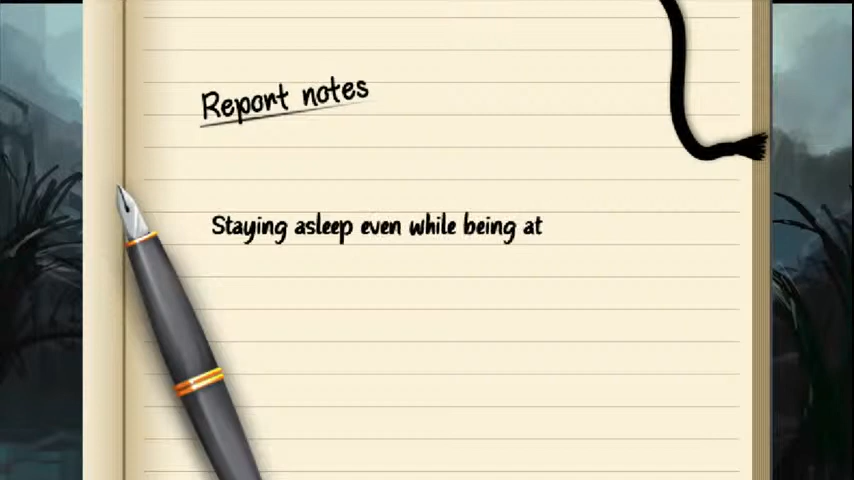 Report notes
Staying asleep even while being at